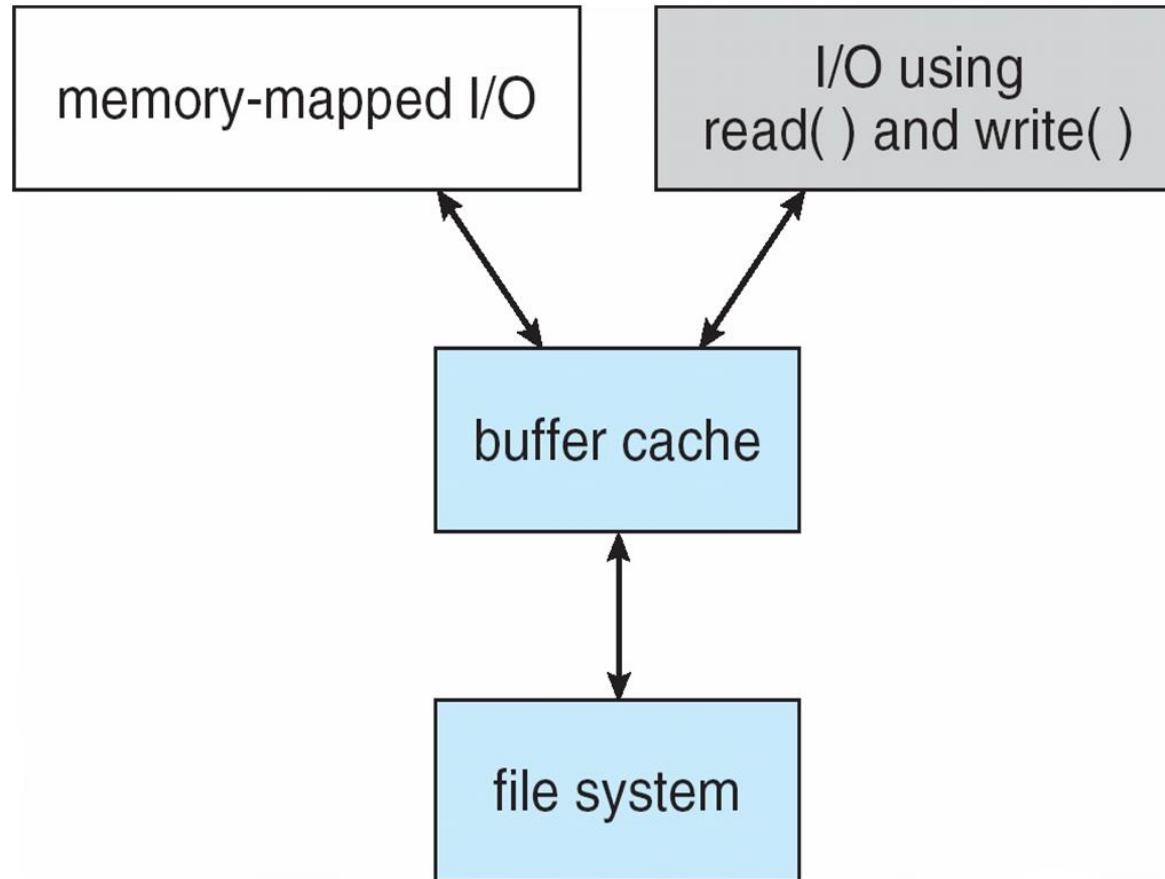 memory-mapped I/O
I/O using
read( ) and write( )
buffer cache
file system